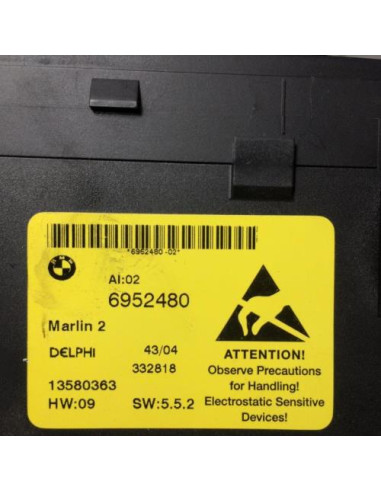 *6952480-02*
AI:02
6952480
Marlin 2
DELPHI 43/04
332818
13580363
HW:09 SW:5.5.2
ATTENTION!
Observe Precautions
for Handling!
Electrostatic Sensitive
Devices!